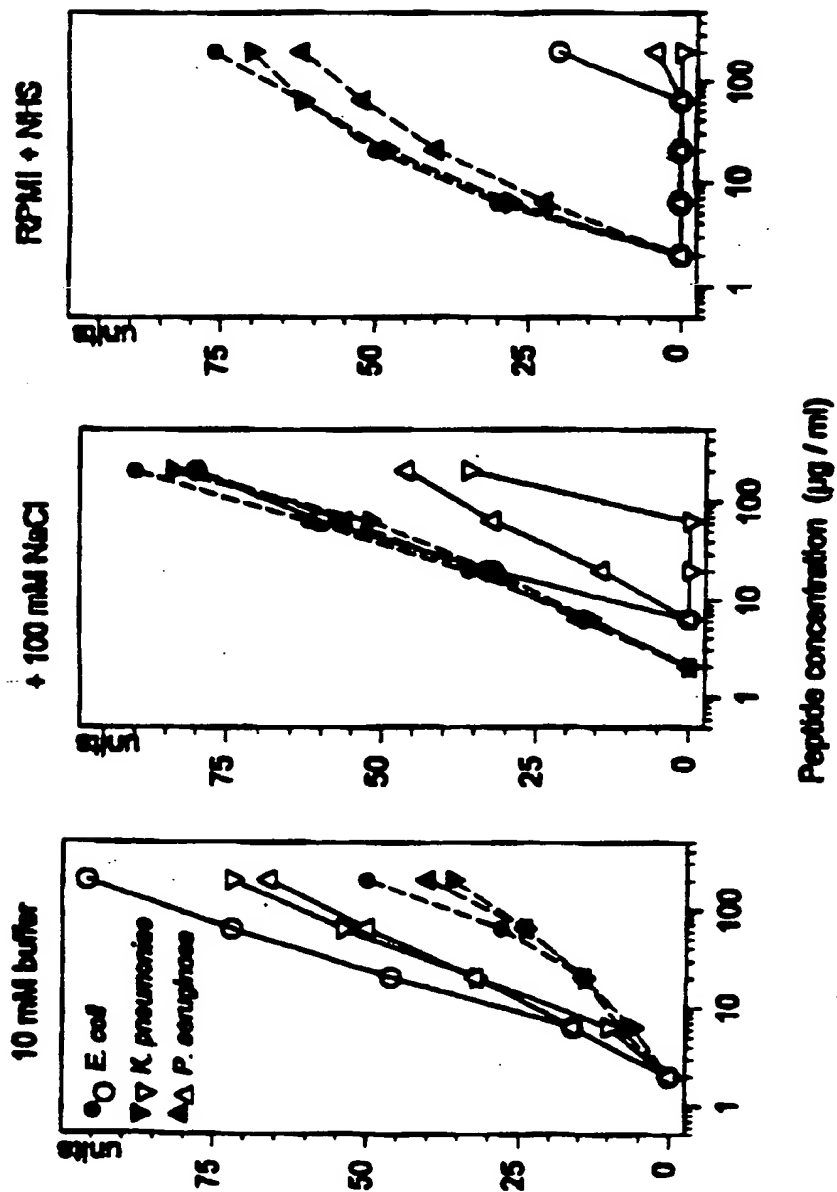 10 mM buffer
units
75
50
25
0
E. coli
K. pneumoniae
P. aeruginosa
1
10
100
+ 100 mM NaCl
units
75
50
25
0
1
10
100
RPMI + NHS
units
75
50
25
0
1
10
100
Peptide concentration (µg / ml)